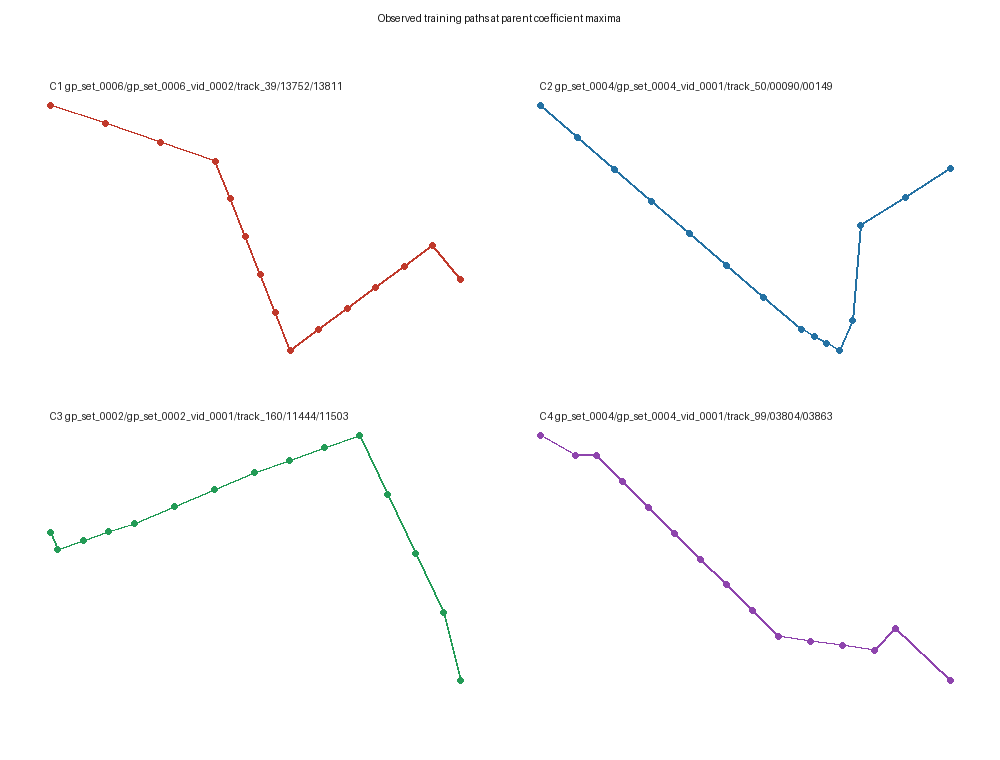 Observed training paths at parent coefficient maxima
C1 gp_set_0006/gp_set_0006_vid_0002/track_39/13752/13811
C2 gp_set_0004/gp_set_0004_vid_0001/track_50/00090/00149
C3 gp_set_0002/gp_set_0002_vid_0001/track_160/11444/11503
C4 gp_set_0004/gp_set_0004_vid_0001/track_99/03804/03863